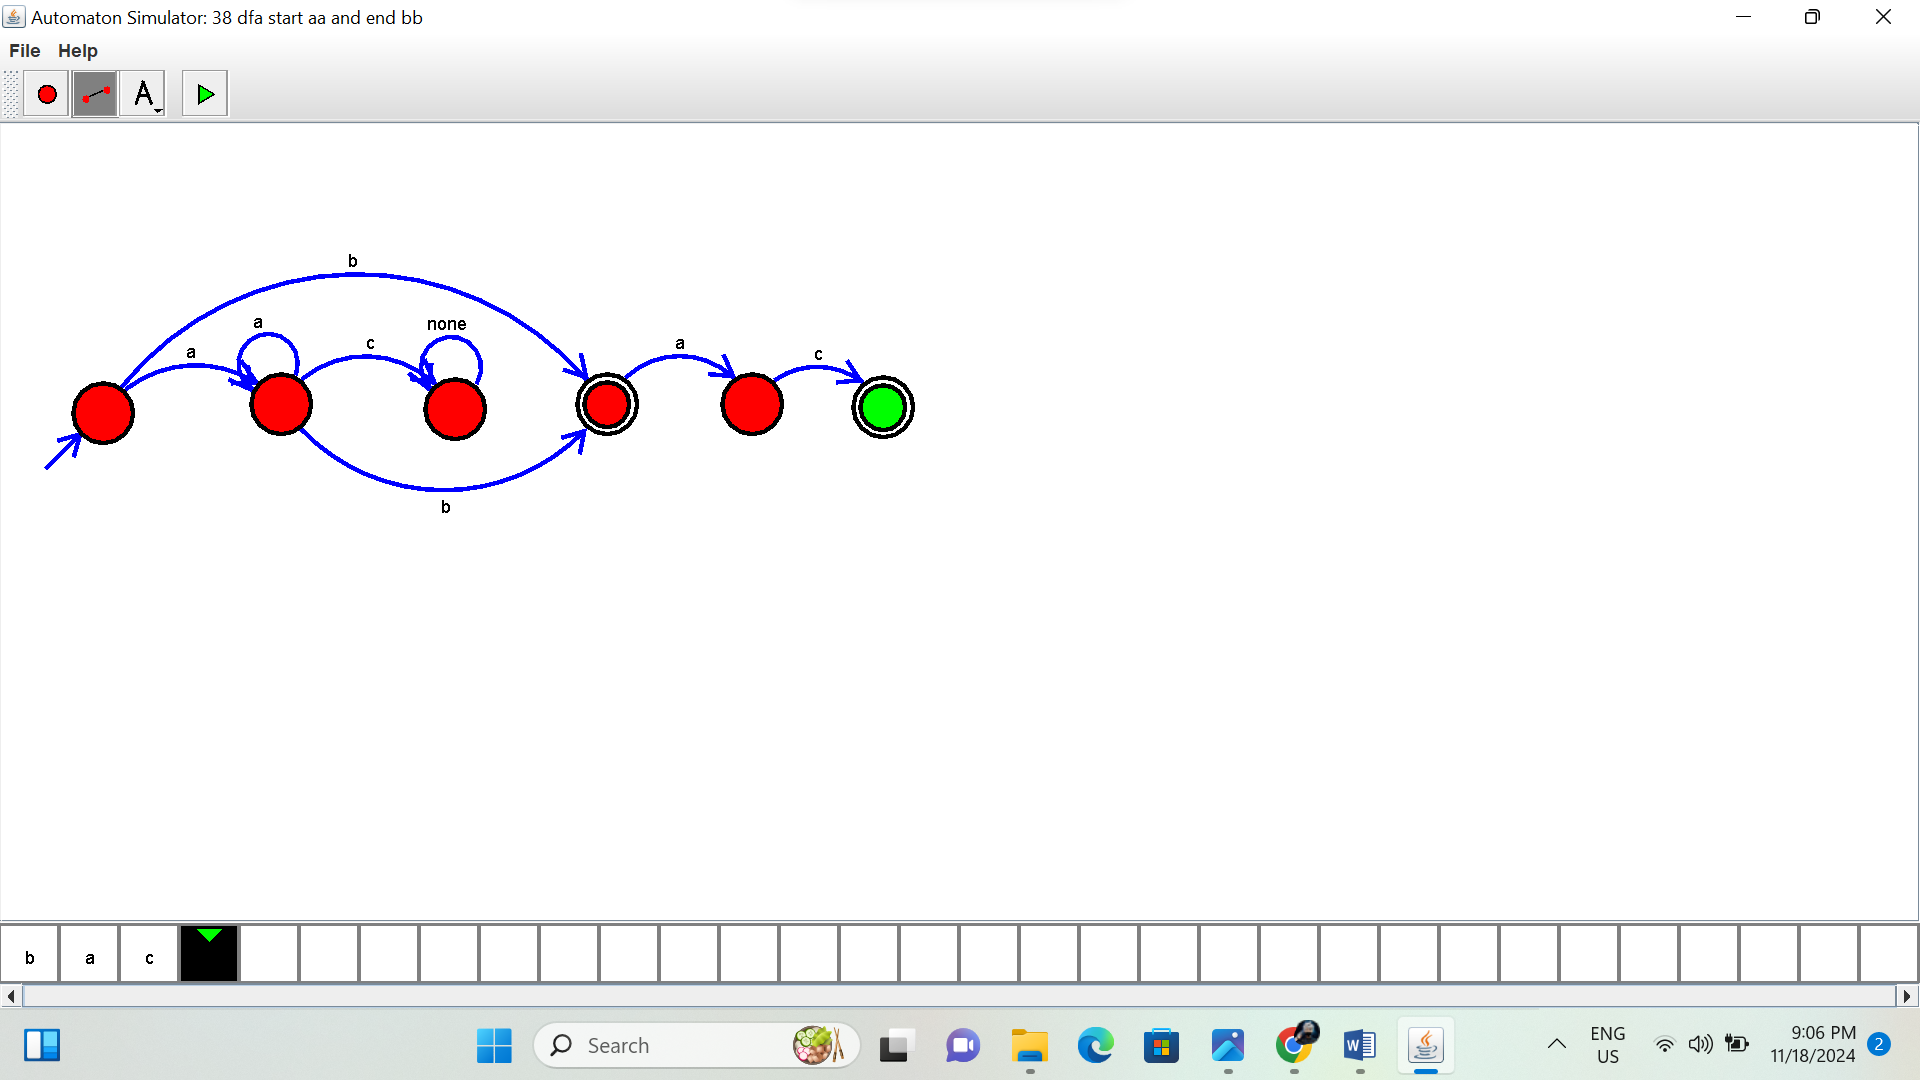 Automaton Simulator: 38 dfa start aa and end bb
File Help
A
b
a
none
a
c
a
c
b
b a c
Search
ENG
US
9:06 PM
11/18/2024
2